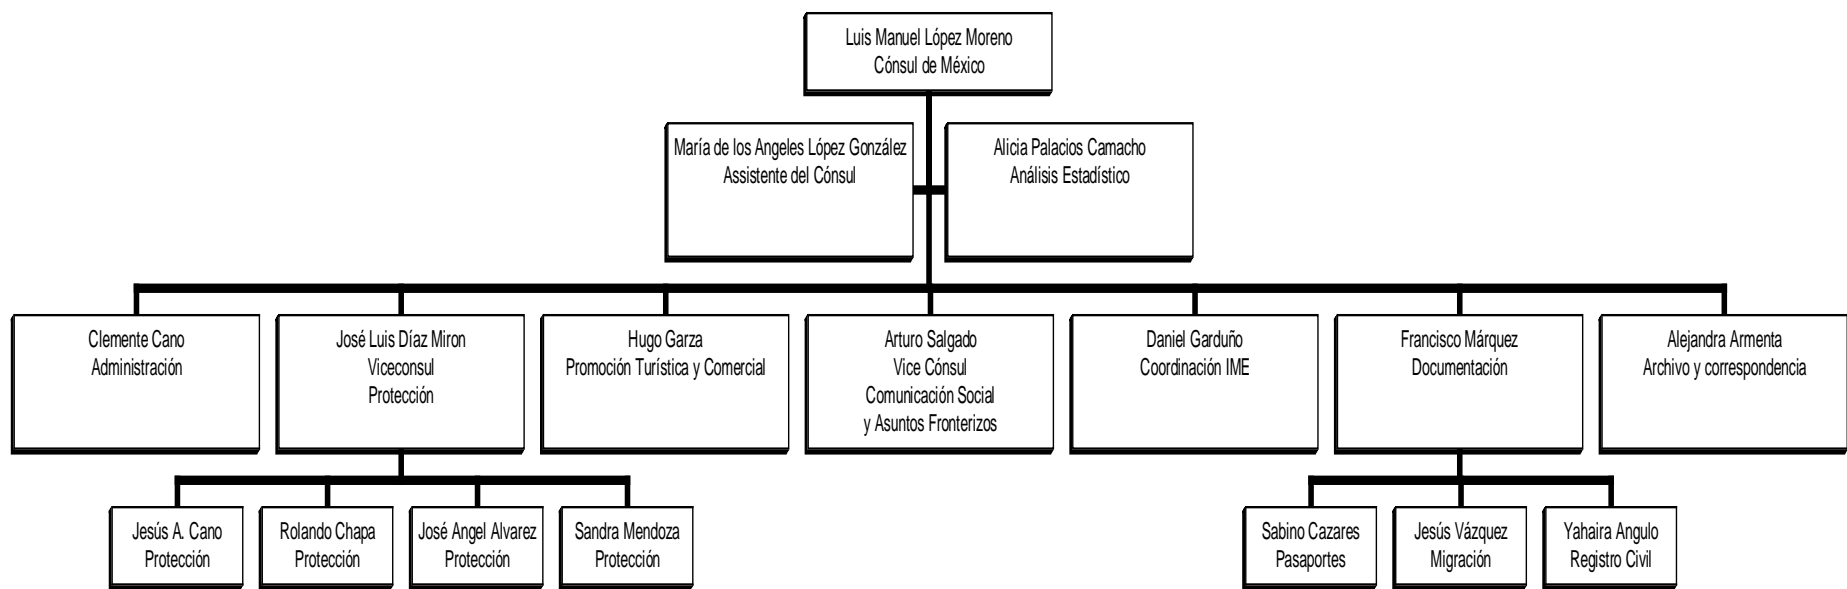 Luis Manuel López Moreno
Cónsul de México
María de los Angeles López González
Assistente del Cónsul
Alicia Palacios Camacho
Análisis Estadístico
Clemente Cano
Administración
José Luis Díaz Miron
Viceconsul
Protección
Hugo Garza
Promoción Turística y Comercial
Arturo Salgado
Vice Cónsul
Comunicación Social
y Asuntos Fronterizos
Daniel Garduño
Coordinación IME
Francisco Márquez
Documentación
Alejandra Armenta
Archivo y correspondencia
Jesús A. Cano
Protección
Rolando Chapa
Protección
José Angel Alvarez
Protección
Sandra Mendoza
Protección
Sabino Cazares
Pasaportes
Jesús Vázquez
Migración
Yahaira Angulo
Registro Civil